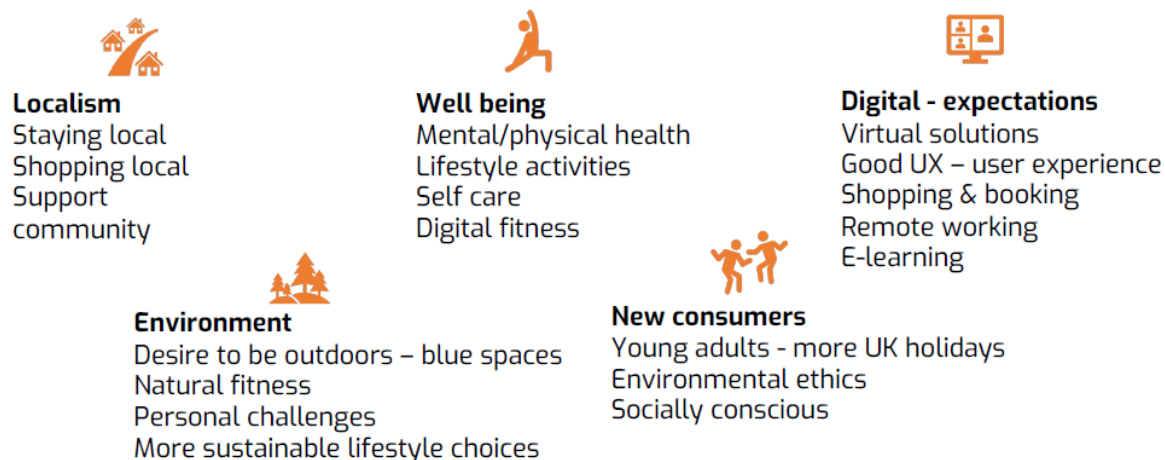 Localism
Staying local
Shopping local
Support
community
Well being
Mental/physical health
Lifestyle activities
Self care
Digital fitness
Digital - expectations
Virtual solutions
Good UX – user experience
Shopping & booking
Remote working
E-learning
Environment
Desire to be outdoors – blue spaces
Natural fitness
Personal challenges
More sustainable lifestyle choices
New consumers
Young adults - more UK holidays
Environmental ethics
Socially conscious